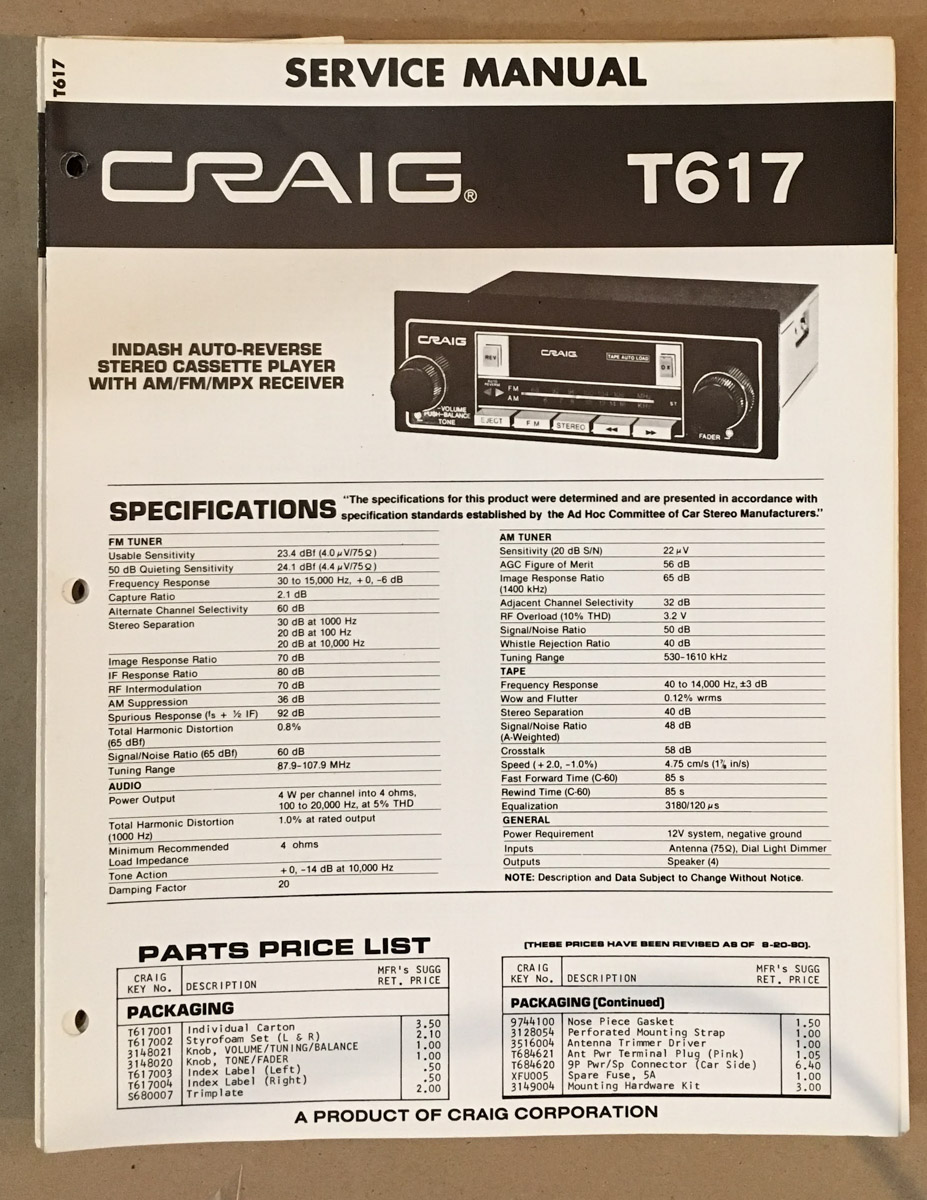 T617
SERVICE MANUAL
CRAIG® T617
INDASH AUTO-REVERSE
STEREO CASSETTE PLAYER
WITH AM/FM/MPX RECEIVER
CRAIG
REV
CRAIG
TAPE AUTO LOAD
DX
AUTO
REVERSE
FM
AM
ST
VOLUME
PUSH-BALANCE
TONE
EJECT
FM
STEREO
◀◀
▶▶
FADER
SPECIFICATIONS
"The specifications for this product were determined and are presented in accordance with
specification standards established by the Ad Hoc Committee of Car Stereo Manufacturers."
FM TUNER
Usable Sensitivity 23.4 dBf (4.0 μV/75Ω)
50 dB Quieting Sensitivity 24.1 dBf (4.4 μV/75Ω)
Frequency Response 30 to 15,000 Hz, +0, -6 dB
Capture Ratio 2.1 dB
Alternate Channel Selectivity 60 dB
Stereo Separation 30 dB at 1000 Hz
20 dB at 100 Hz
20 dB at 10,000 Hz
Image Response Ratio 70 dB
IF Response Ratio 80 dB
RF Intermodulation 70 dB
AM Suppression 36 dB
Spurious Response (fs + ½ IF) 92 dB
Total Harmonic Distortion 0.8%
(65 dBf)
Signal/Noise Ratio (65 dBf) 60 dB
Tuning Range 87.9-107.9 MHz
AUDIO
Power Output 4 W per channel into 4 ohms,
100 to 20,000 Hz, at 5% THD
Total Harmonic Distortion 1.0% at rated output
(1000 Hz)
Minimum Recommended 4 ohms
Load Impedance
Tone Action +0, -14 dB at 10,000 Hz
Damping Factor 20
AM TUNER
Sensitivity (20 dB S/N) 22 μV
AGC Figure of Merit 56 dB
Image Response Ratio 65 dB
(1400 kHz)
Adjacent Channel Selectivity 32 dB
RF Overload (10% THD) 3.2 V
Signal/Noise Ratio 50 dB
Whistle Rejection Ratio 40 dB
Tuning Range 530-1610 kHz
TAPE
Frequency Response 40 to 14,000 Hz, ±3 dB
Wow and Flutter 0.12% wrms
Stereo Separation 40 dB
Signal/Noise Ratio 48 dB
(A-Weighted)
Crosstalk 58 dB
Speed (+2.0, -1.0%) 4.75 cm/s (1⅞ in/s)
Fast Forward Time (C-60) 85 s
Rewind Time (C-60) 85 s
Equalization 3180/120 μs
GENERAL
Power Requirement 12V system, negative ground
Inputs Antenna (75Ω), Dial Light Dimmer
Outputs Speaker (4)
NOTE: Description and Data Subject to Change Without Notice.
PARTS PRICE LIST
CRAIG KEY No. DESCRIPTION MFR's SUGG RET. PRICE
PACKAGING
T617001 Individual Carton 3.50
T617002 Styrofoam Set (L & R) 2.10
3148021 Knob, VOLUME/TUNING/BALANCE 1.00
3148020 Knob, TONE/FADER 1.00
T617003 Index Label (Left) .50
T617004 Index Label (Right) .50
S680007 Trimplate 2.00
(THESE PRICES HAVE BEEN REVISED AS OF 8-20-80).
CRAIG KEY No. DESCRIPTION MFR's SUGG RET. PRICE
PACKAGING (Continued)
9744100 Nose Piece Gasket 1.50
3128054 Perforated Mounting Strap 1.00
3516004 Antenna Trimmer Driver 1.00
T684621 Ant Pwr Terminal Plug (Pink) 1.05
T684620 9P Pwr/Sp Connector (Car Side) 6.40
XFU005 Spare Fuse, 5A 1.00
3149004 Mounting Hardware Kit 3.00
A PRODUCT OF CRAIG CORPORATION